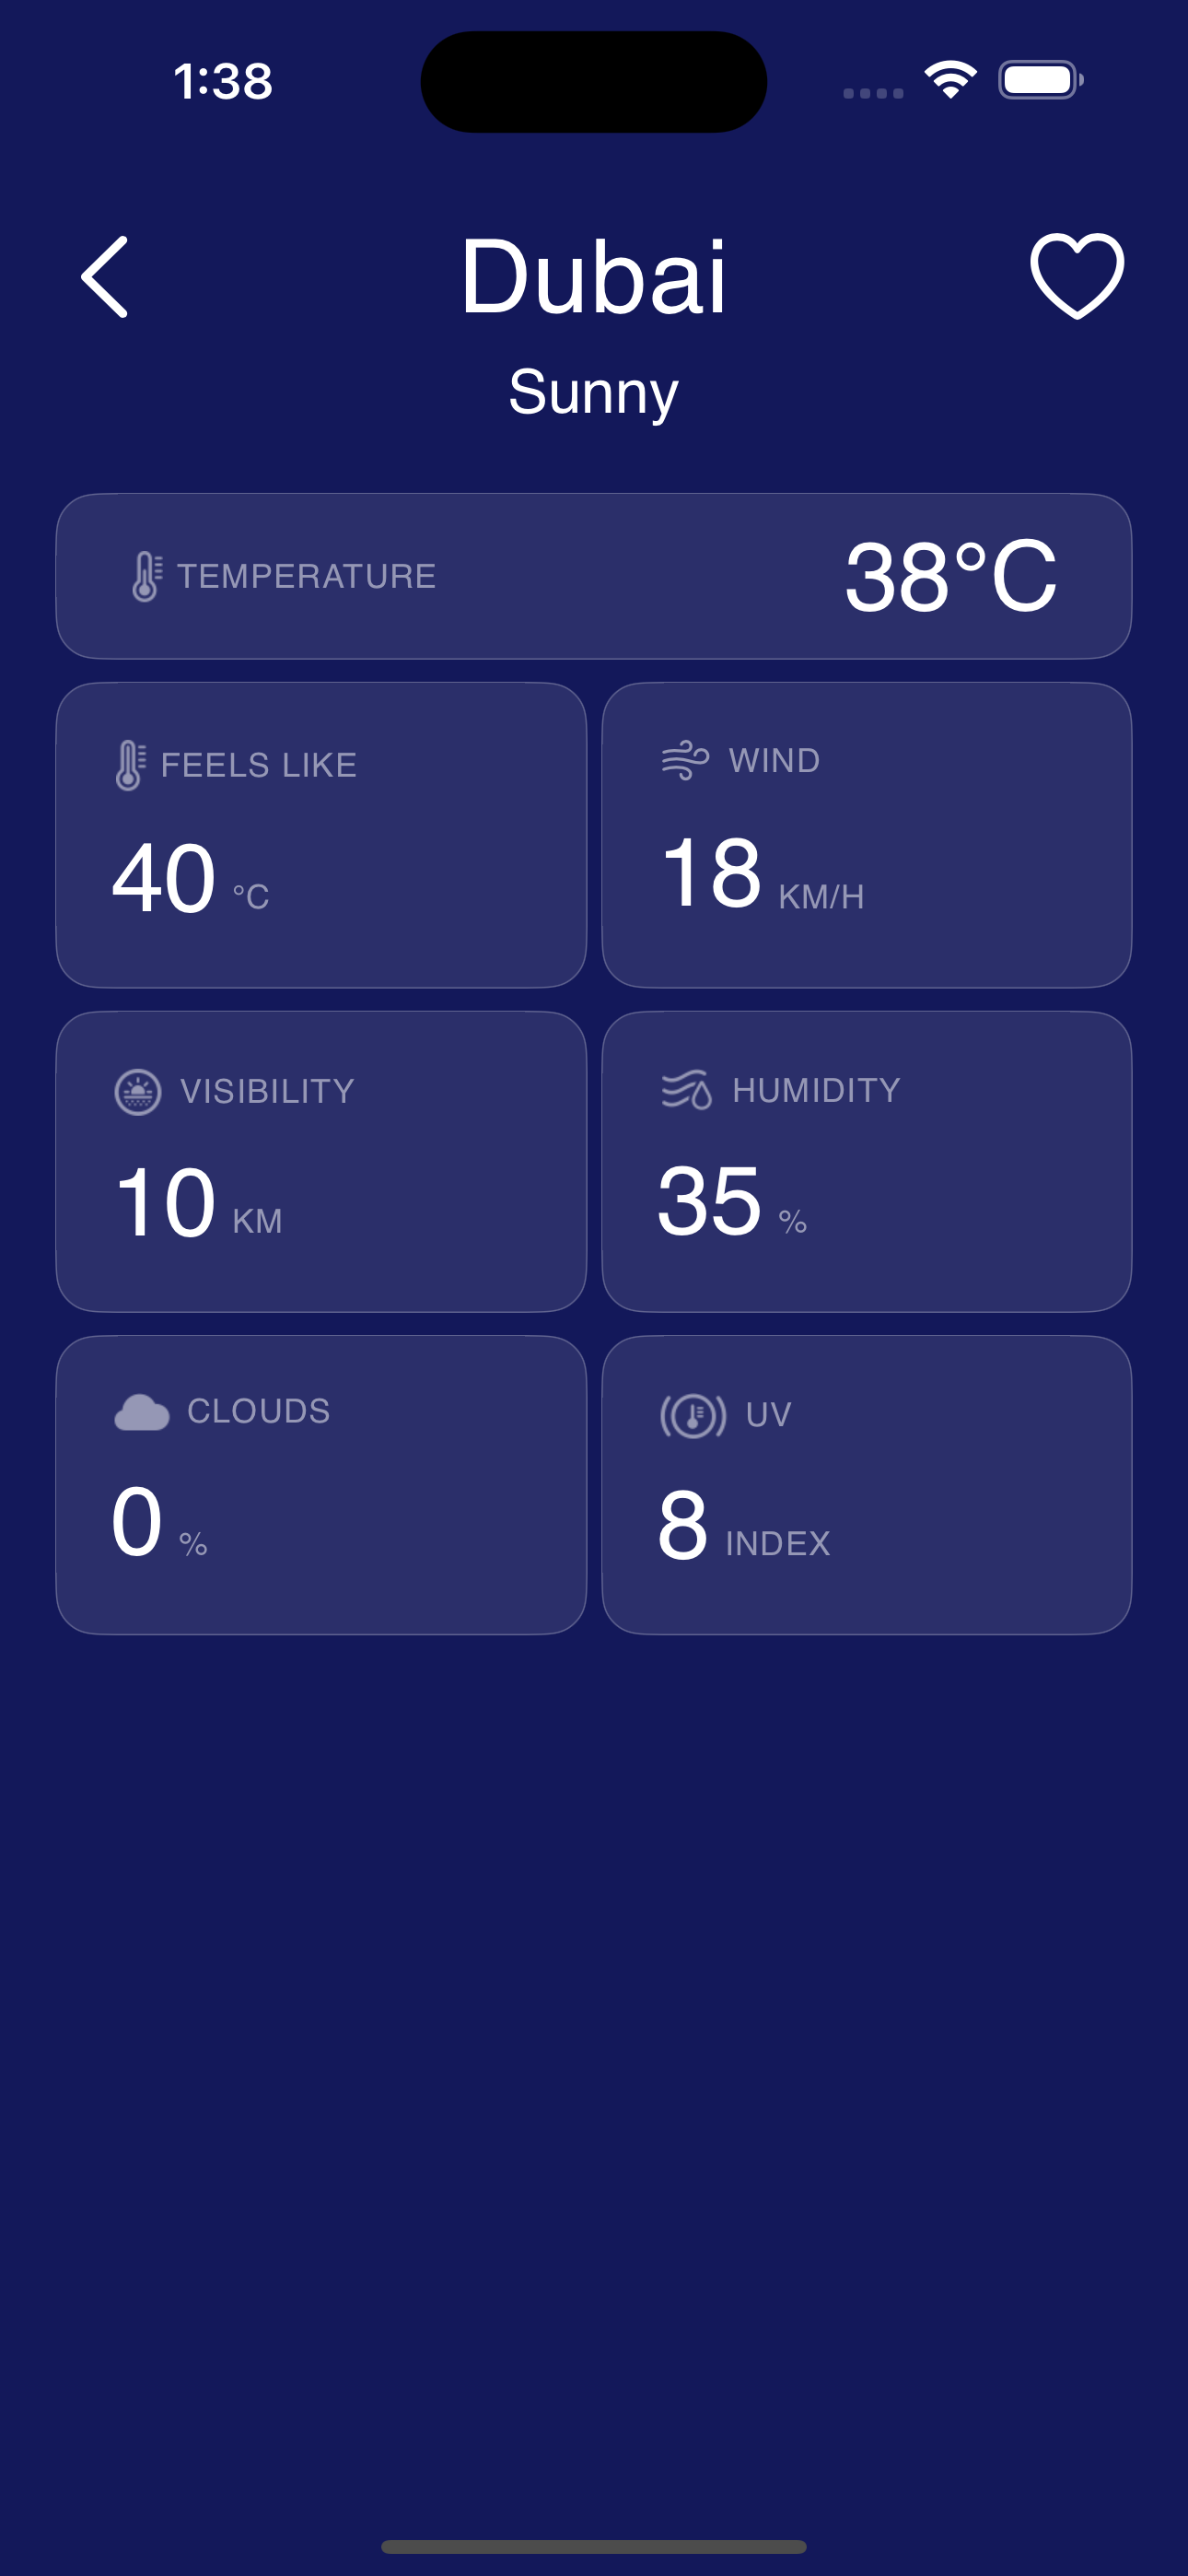 1:38
Dubai
Sunny
TEMPERATURE 38°C
FEELS LIKE
40 °C
WIND
18 KM/H
VISIBILITY
10 KM
HUMIDITY
35 %
CLOUDS
0 %
UV
8 INDEX